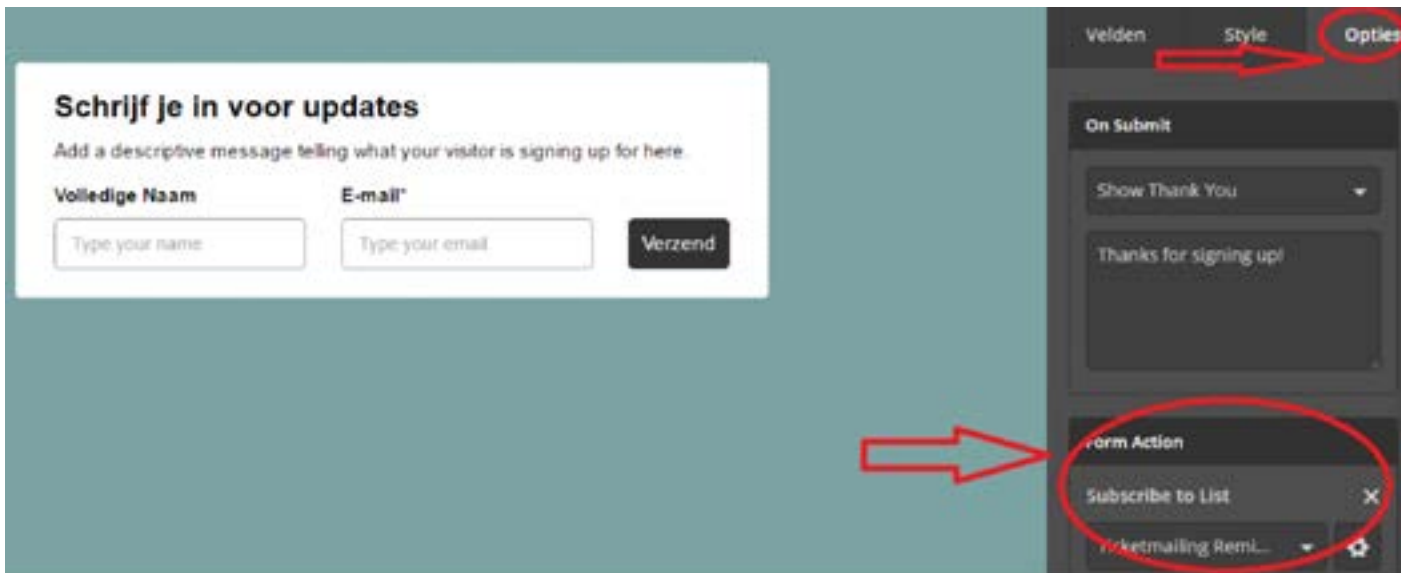 Velden Style Opties
Schrijf je in voor updates
Add a descriptive message telling what your visitor is signing up for here.
Volledige Naam E-mail*
Type your name Type your email Verzend
On Submit
Show Thank You
Thanks for signing up!
Form Action
Subscribe to List
Ticketmailing Remi...